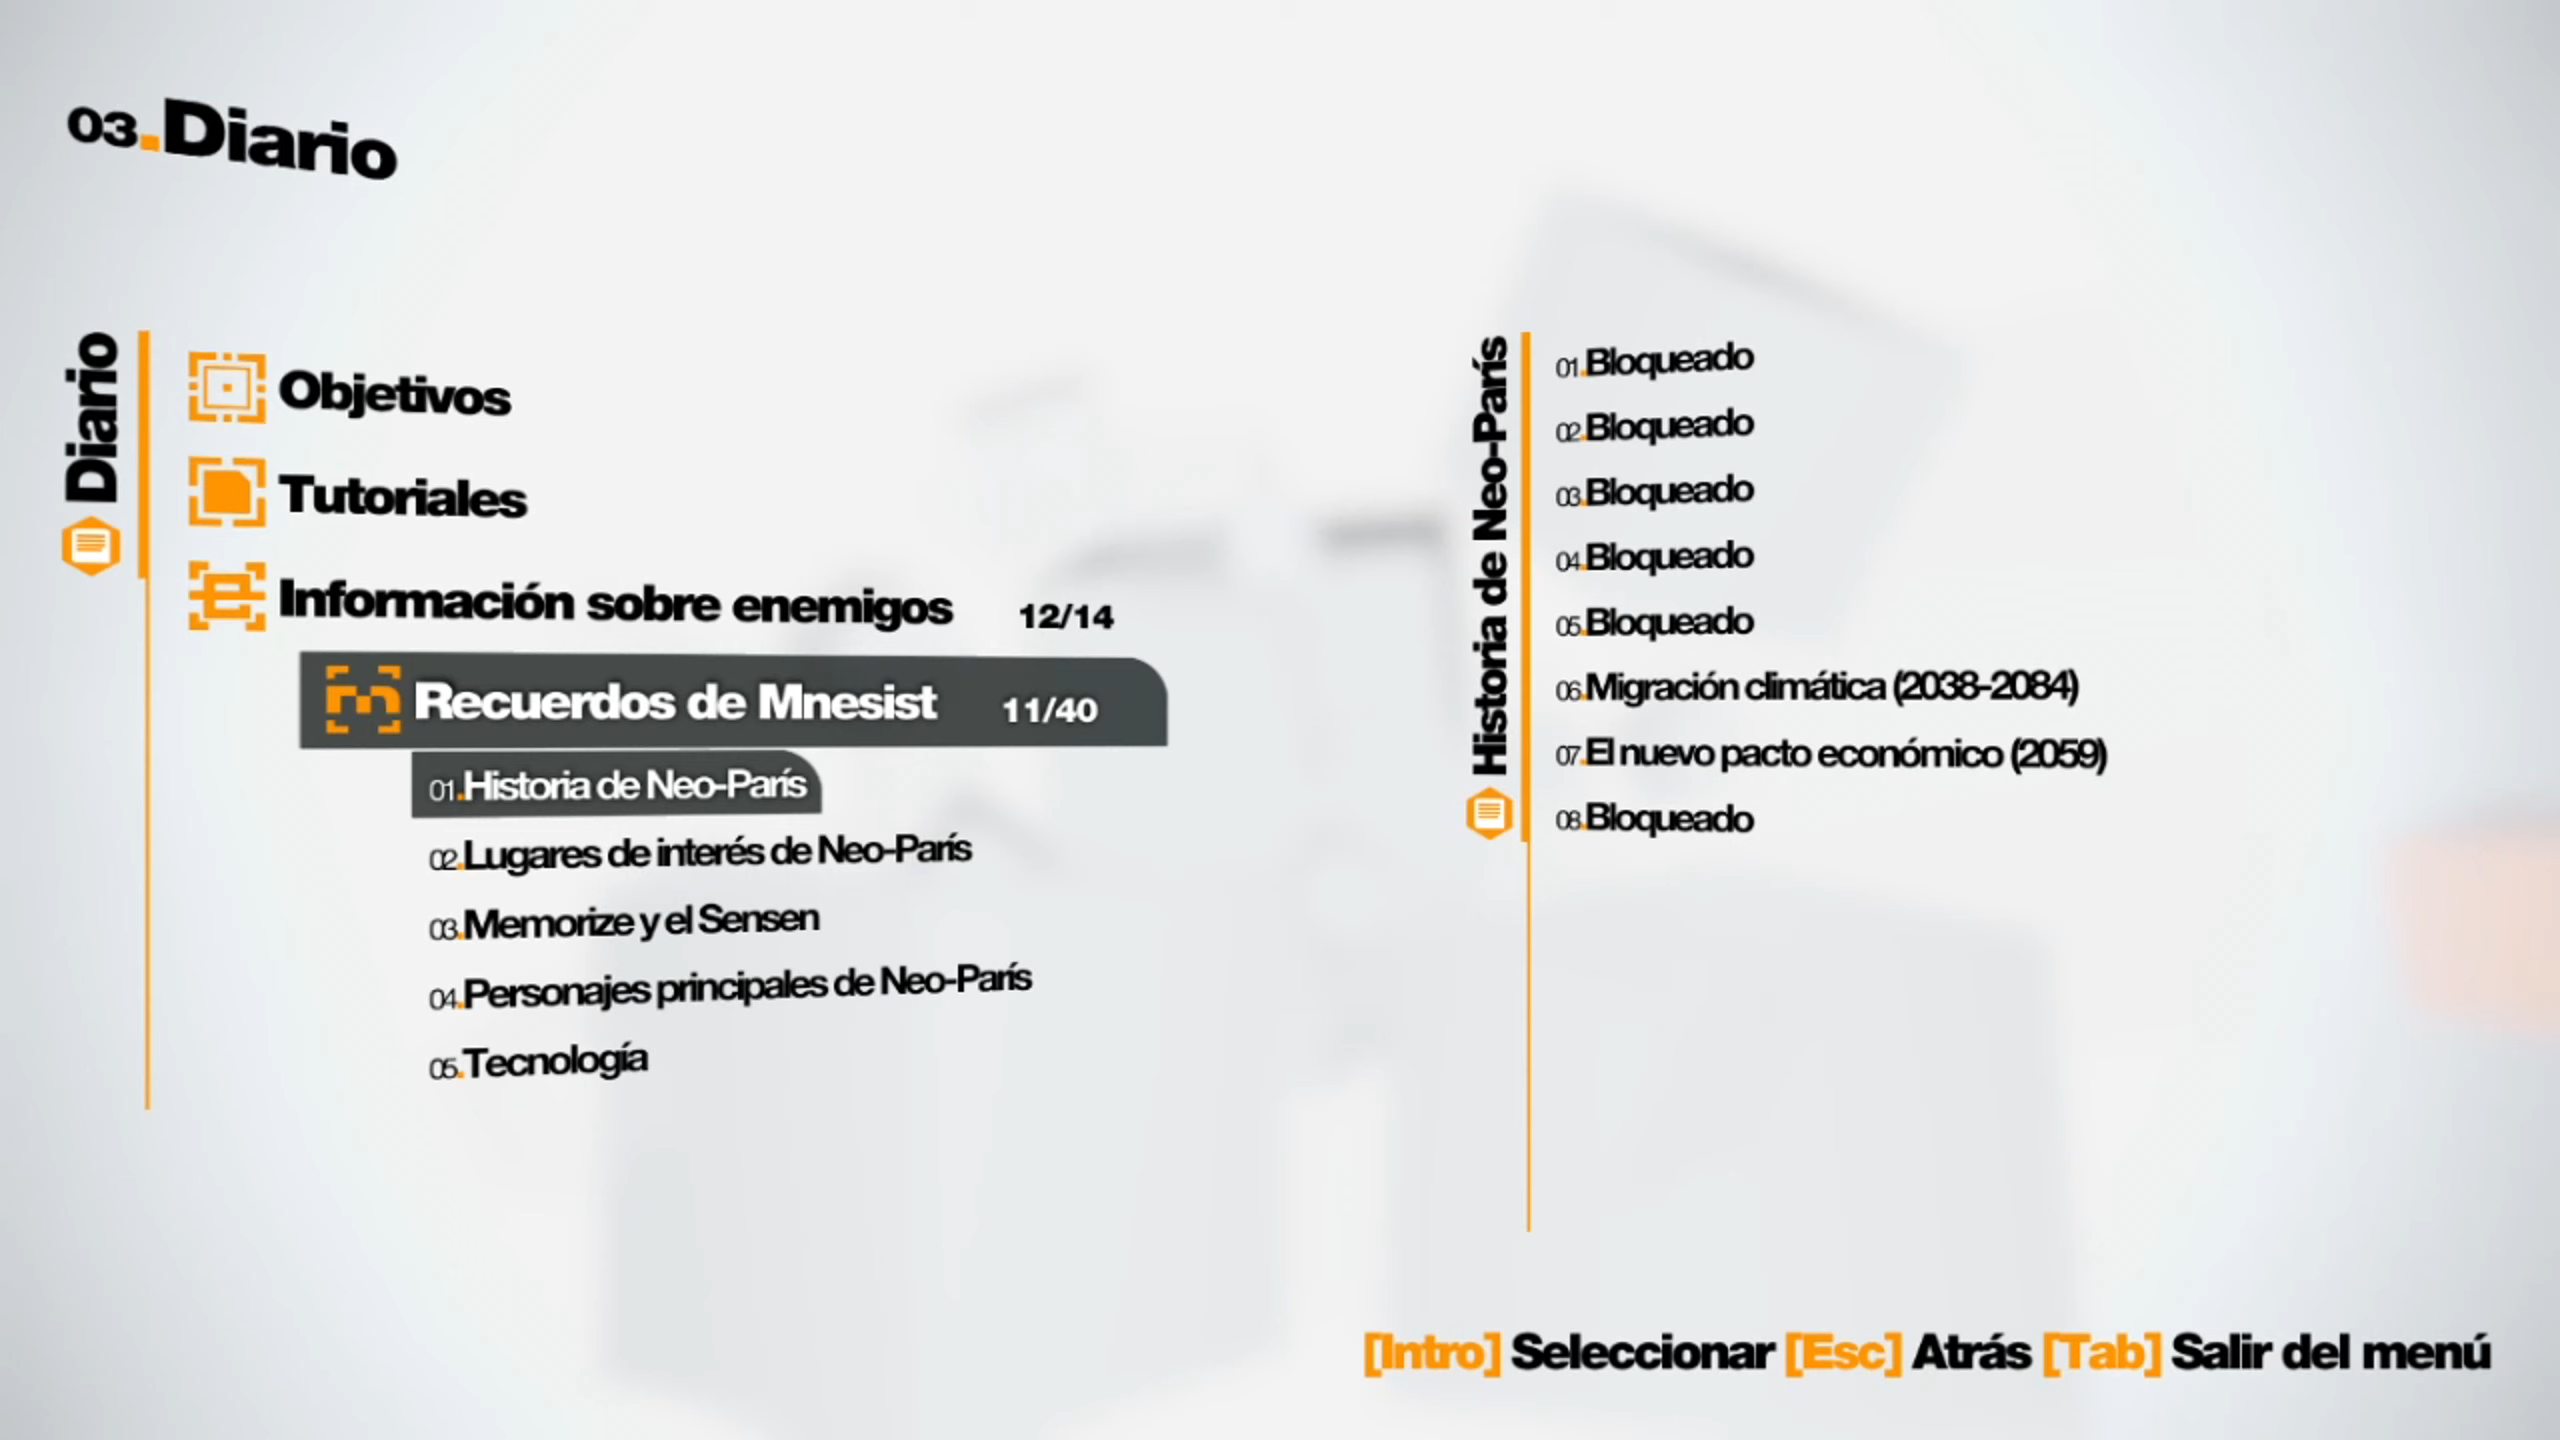 03.Diario
Diario
Objetivos
Tutoriales
Información sobre enemigos 12/14
Recuerdos de Mnesist 11/40
01.Historia de Neo-París
02.Lugares de interés de Neo-París
03.Memorize y el Sensen
04.Personajes principales de Neo-París
05.Tecnología
Historia de Neo-París
01.Bloqueado
02.Bloqueado
03.Bloqueado
04.Bloqueado
05.Bloqueado
06.Migración climática (2038-2084)
07.El nuevo pacto económico (2059)
08.Bloqueado
[Intro] Seleccionar [Esc] Atrás [Tab] Salir del menú